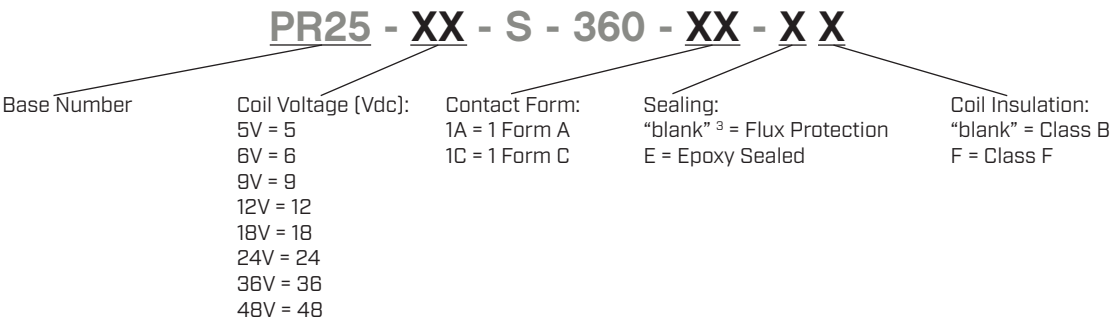 PR25 - XX - S - 360 - XX - X X
Base Number
Coil Voltage (Vdc):
5V = 5
6V = 6
9V = 9
12V = 12
18V = 18
24V = 24
36V = 36
48V = 48
Contact Form:
1A = 1 Form A
1C = 1 Form C
Sealing:
“blank” ³ = Flux Protection
E = Epoxy Sealed
Coil Insulation:
“blank” = Class B
F = Class F